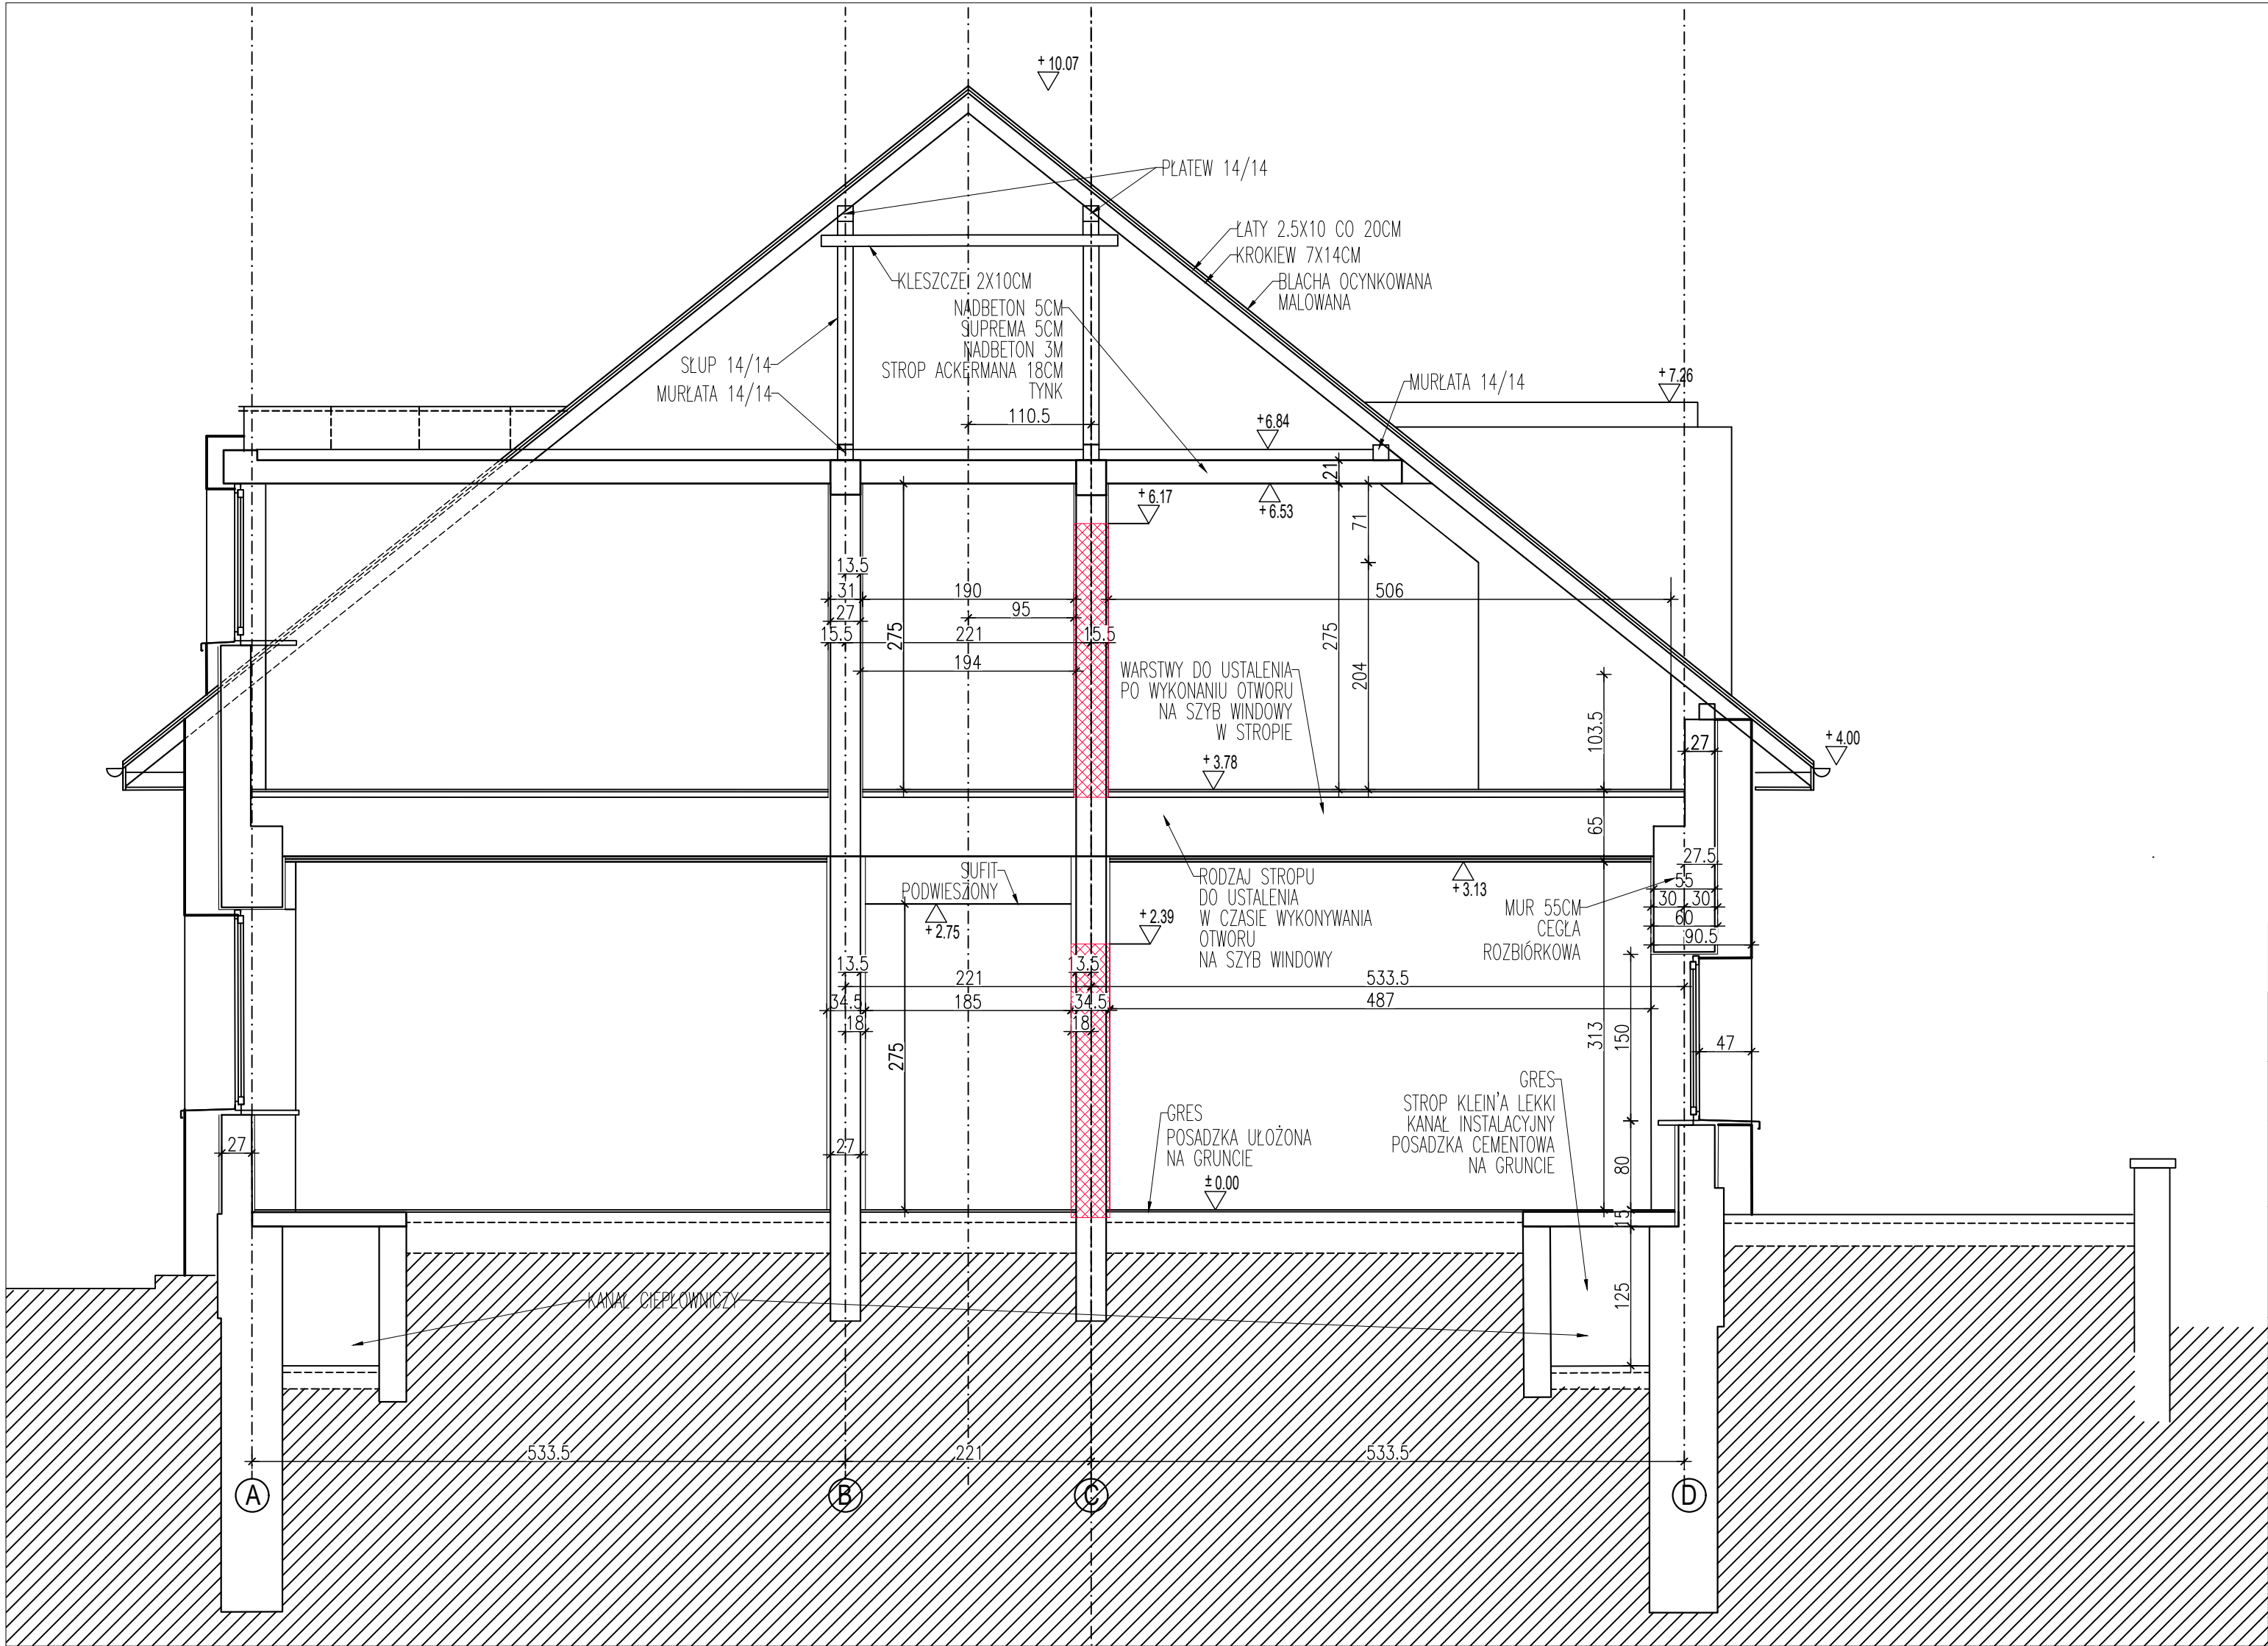 + 10.07
PŁATEW 14/14
ŁATY 2.5X10 CO 20CM
KROKIEW 7X14CM
BLACHA OCYNKOWANA
MALOWANA
KLESZCZE 2X10CM
NADBETON 5CM
SUPREMA 5CM
NADBETON 3M
STROP ACKERMANA 18CM
TYNK
SŁUP 14/14
MURŁATA 14/14
MURŁATA 14/14
+ 7.26
110.5
+6.84
21
+ 6.17
+ 6.53
71
13.5
31
190
506
27
95
15.5
221
15.5
275
275
194
204
WARSTWY DO USTALENIA
PO WYKONANIU OTWORU
NA SZYB WINDOWY
W STROPIE
103.5
27
+ 4.00
+ 3.78
65
SUFIT
PODWIESZONY
+ 2.75
RODZAJ STROPU
DO USTALENIA
W CZASIE WYKONYWANIA
OTWORU
NA SZYB WINDOWY
+ 3.13
+ 2.39
27.5
55
30
30
60
90.5
MUR 55CM
CEGŁA
ROZBIÓRKOWA
13.5
13.5
221
533.5
34.5
185
34.5
487
18
18
275
313
150
47
GRES
POSADZKA UŁOŻONA
NA GRUNCIE
± 0.00
GRES
STROP KLEIN'A LEKKI
KANAŁ INSTALACYJNY
POSADZKA CEMENTOWA
NA GRUNCIE
27
27
80
15
125
KANAŁ CIEPŁOWNICZY
533.5
221
533.5
A
B
C
D